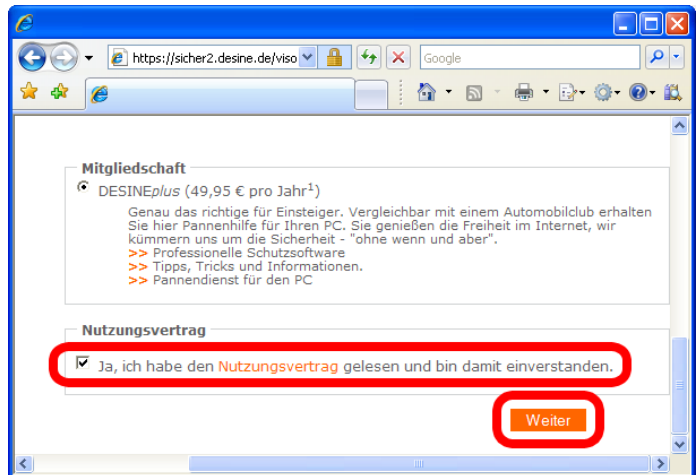 https://sicher2.desine.de/viso
Google
Mitgliedschaft
DESINEplus (49,95 € pro Jahr¹)
Genau das richtige für Einsteiger. Vergleichbar mit einem Automobilclub erhalten
Sie hier Pannenhilfe für Ihren PC. Sie genießen die Freiheit im Internet, wir
kümmern uns um die Sicherheit - "ohne wenn und aber".
>> Professionelle Schutzsoftware
>> Tipps, Tricks und Informationen.
>> Pannendienst für den PC
Nutzungsvertrag
Ja, ich habe den Nutzungsvertrag gelesen und bin damit einverstanden.
Weiter